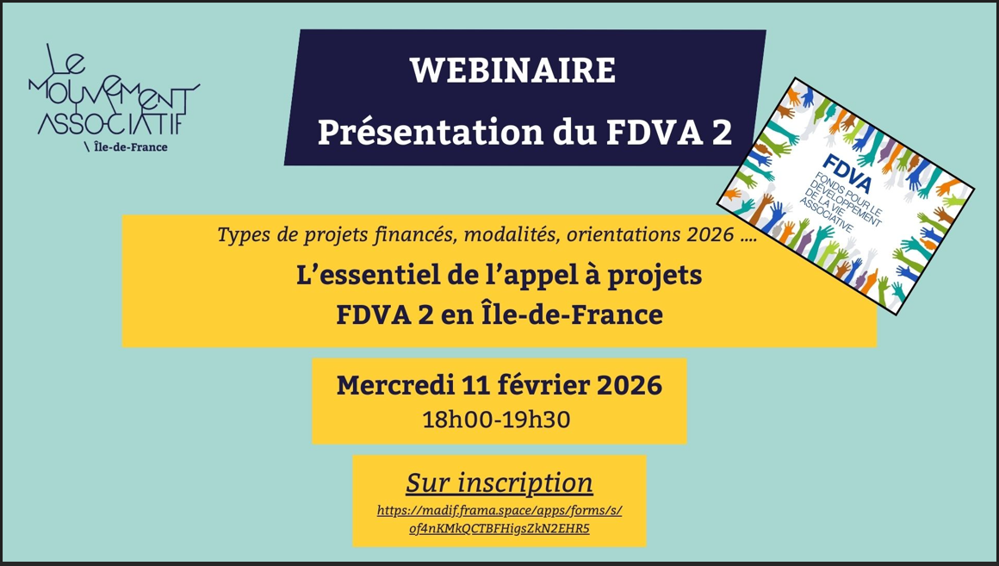 Le
Mouvement
Associatif
\ Île-de-France
WEBINAIRE
Présentation du FDVA 2
FDVA
FONDS POUR LE
DÉVELOPPEMENT
DE LA VIE
ASSOCIATIVE
Types de projets financés, modalités, orientations 2026 ....
L’essentiel de l’appel à projets
FDVA 2 en Île-de-France
Mercredi 11 février 2026
18h00-19h30
Sur inscription
https://madif.frama.space/apps/forms/s/
of4nKMkQCTBFHigsZkN2EHR5